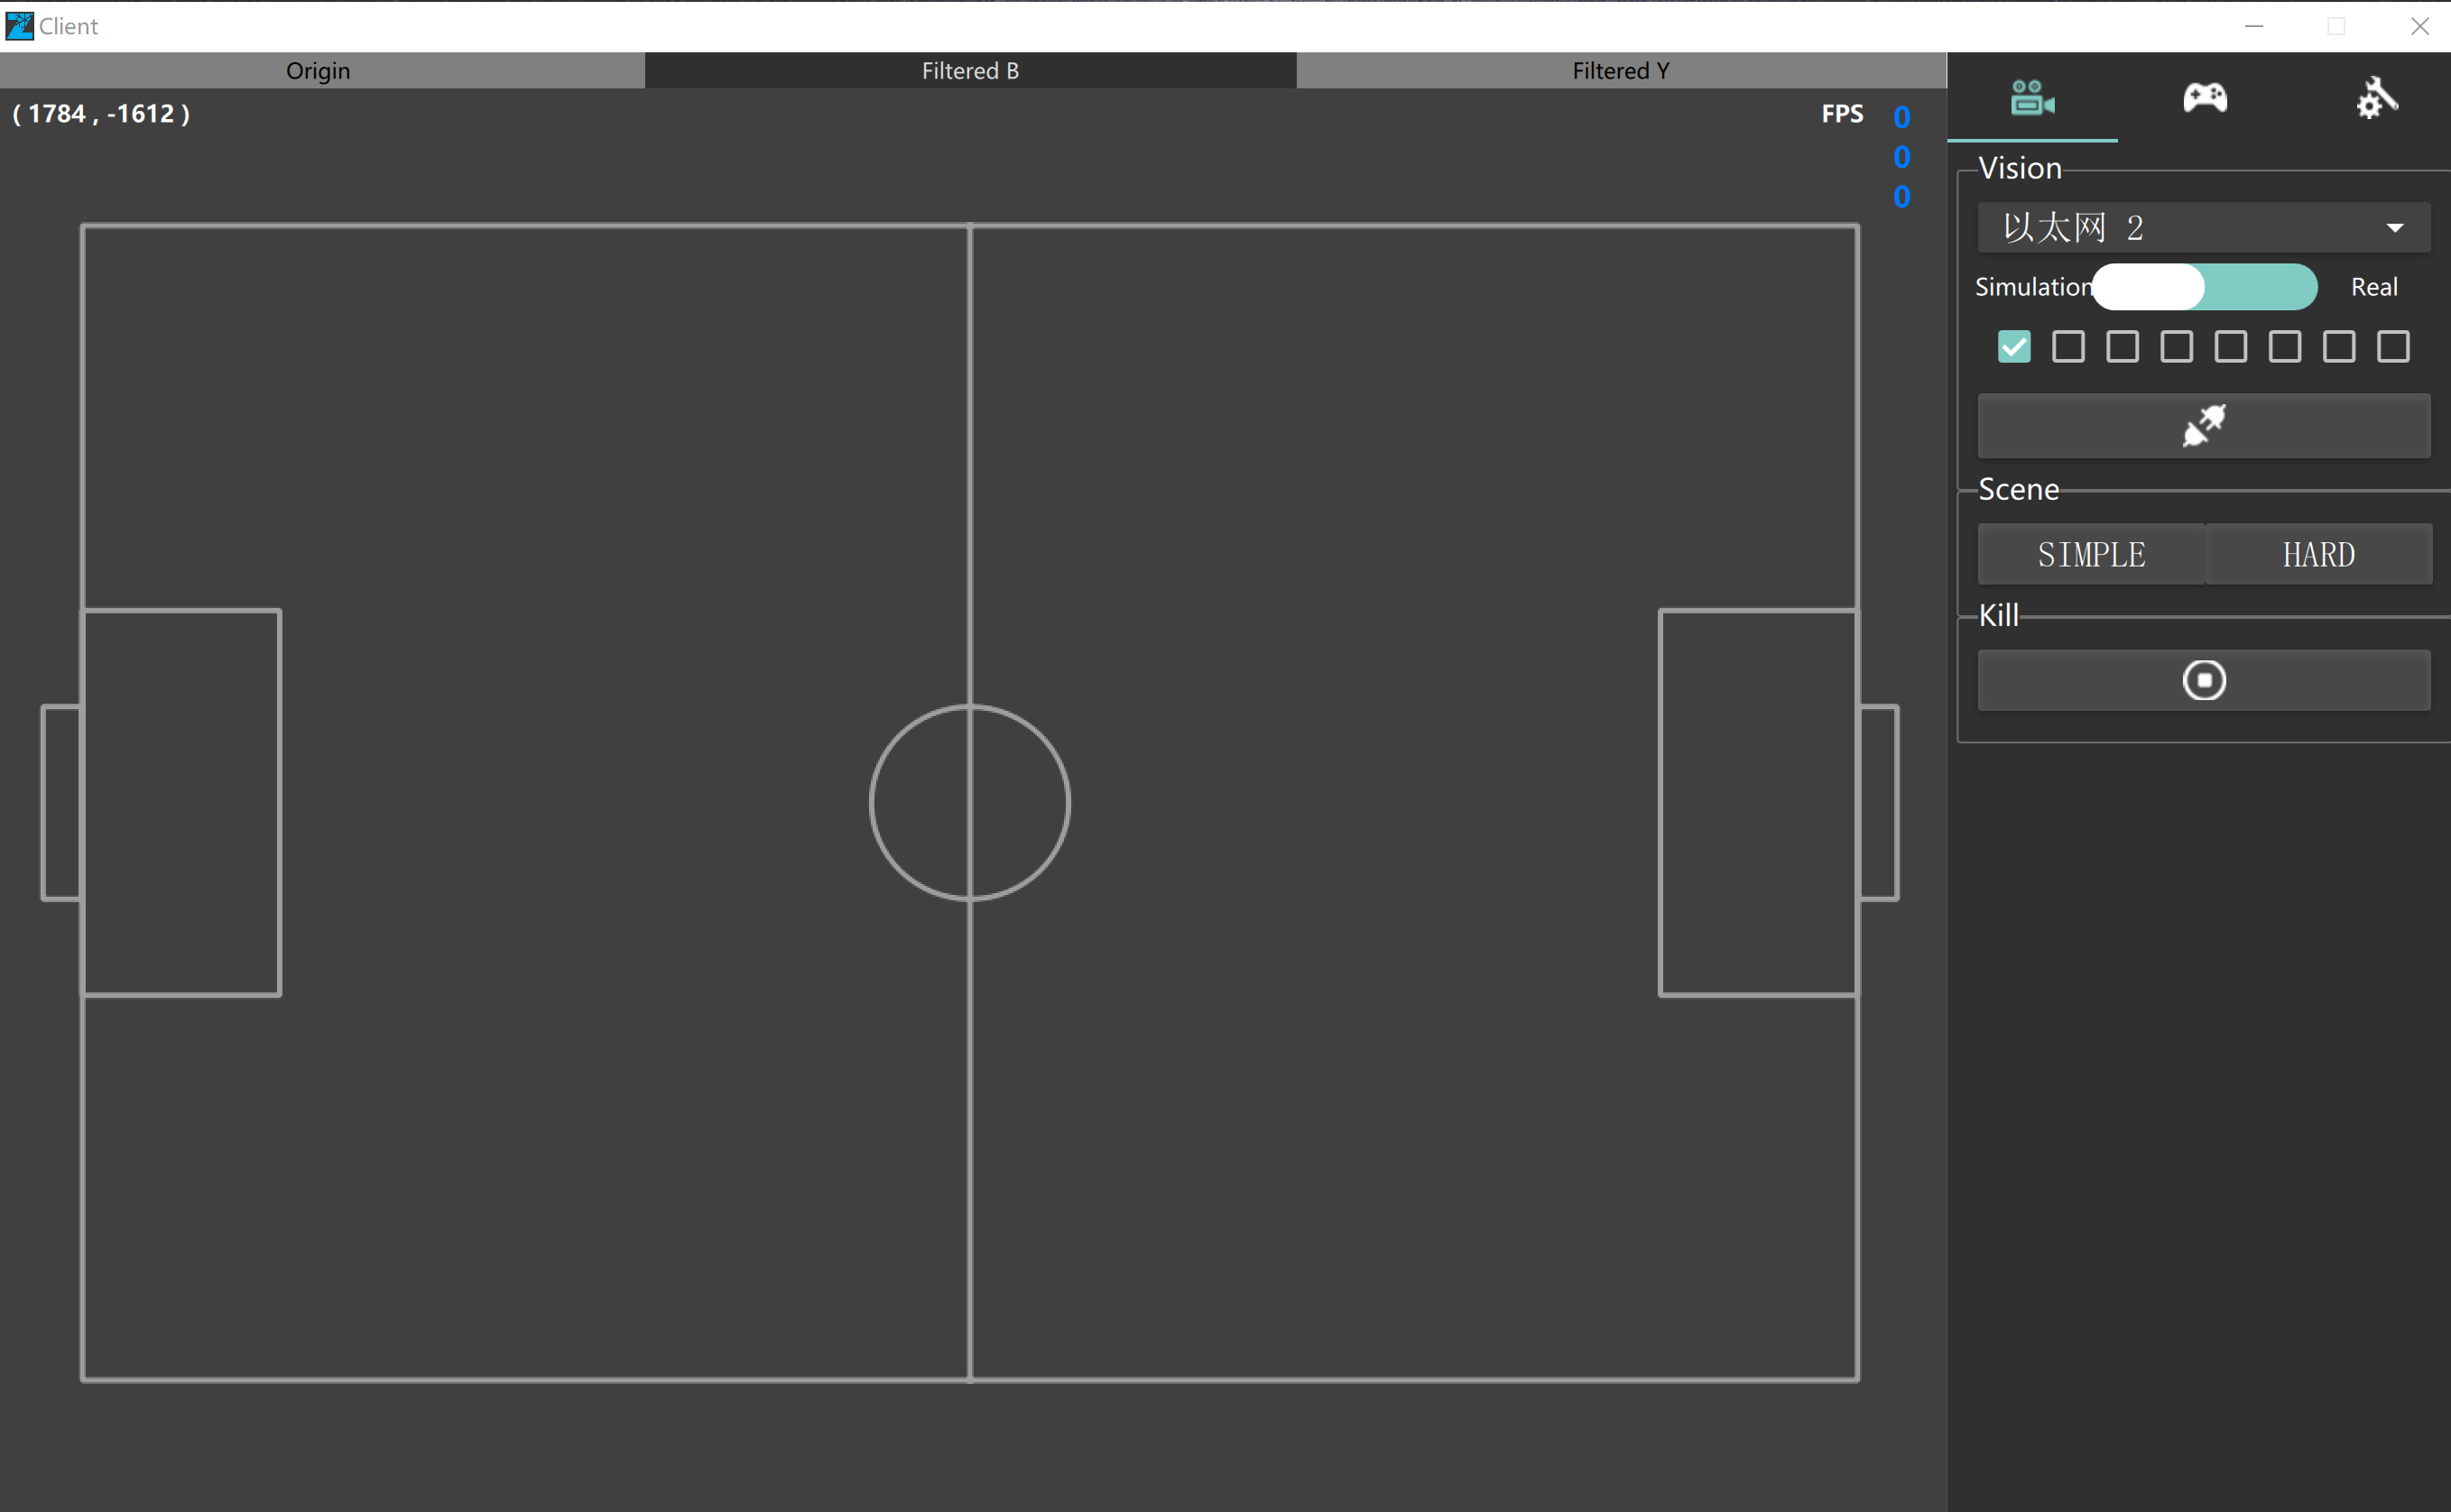 Client
Origin
Filtered B
Filtered Y
( 1784 , -1612 )
FPS
0
0
0
Vision
以太网 2
Simulation
Real
Scene
SIMPLE
HARD
Kill